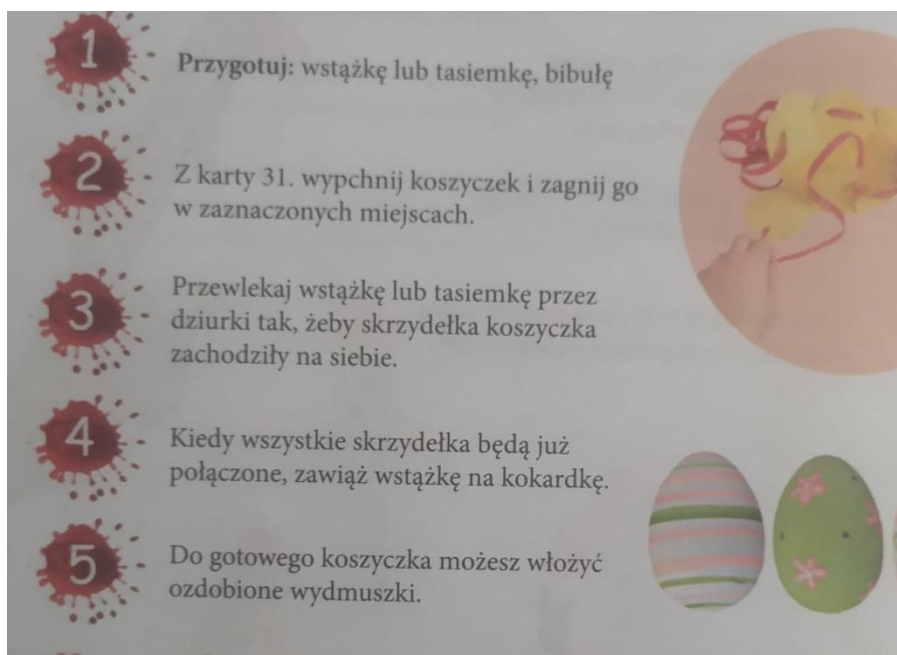 1
Przygotuj: wstążkę lub tasiemkę, bibułę
2
Z karty 31. wypchnij koszyczek i zagnij go
w zaznaczonych miejscach.
3
Przewlekaj wstążkę lub tasiemkę przez
dziurki tak, żeby skrzydełka koszyczka
zachodziły na siebie.
4
Kiedy wszystkie skrzydełka będą już
połączone, zawiąż wstążkę na kokardkę.
5
Do gotowego koszyczka możesz włożyć
ozdobione wydmuszki.